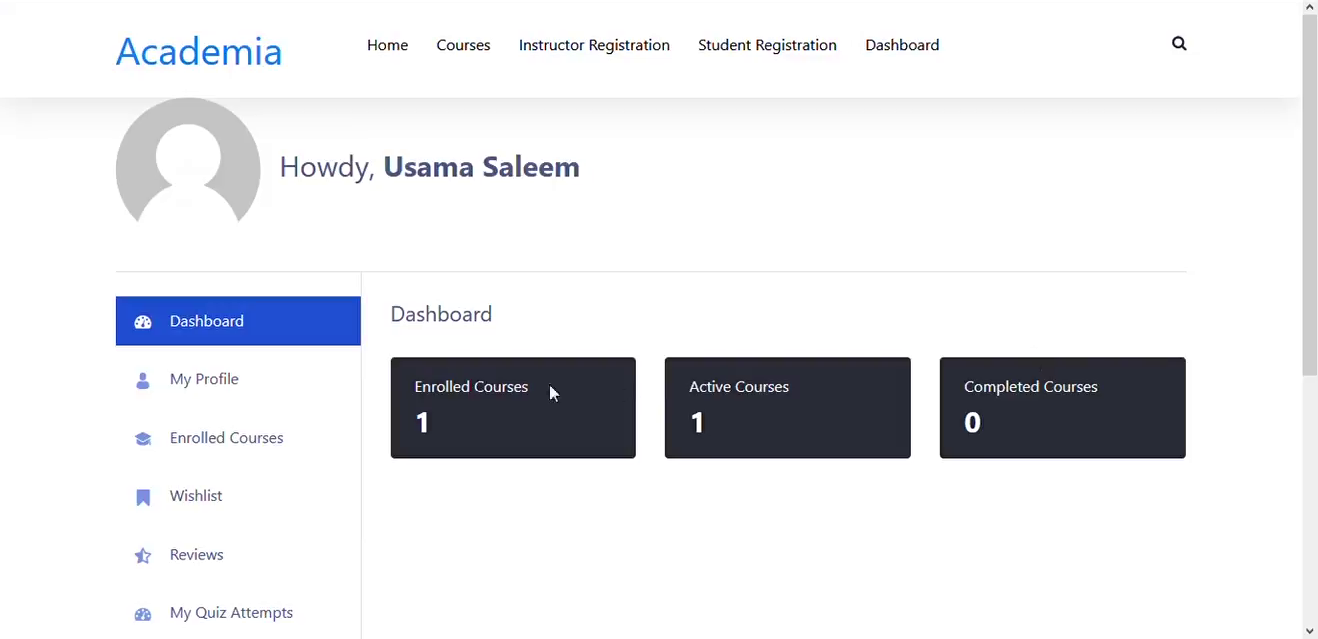 Academia
Home Courses Instructor Registration Student Registration Dashboard
Howdy, Usama Saleem
Dashboard
My Profile
Enrolled Courses
Wishlist
Reviews
My Quiz Attempts
Dashboard
Enrolled Courses
1
Active Courses
1
Completed Courses
0